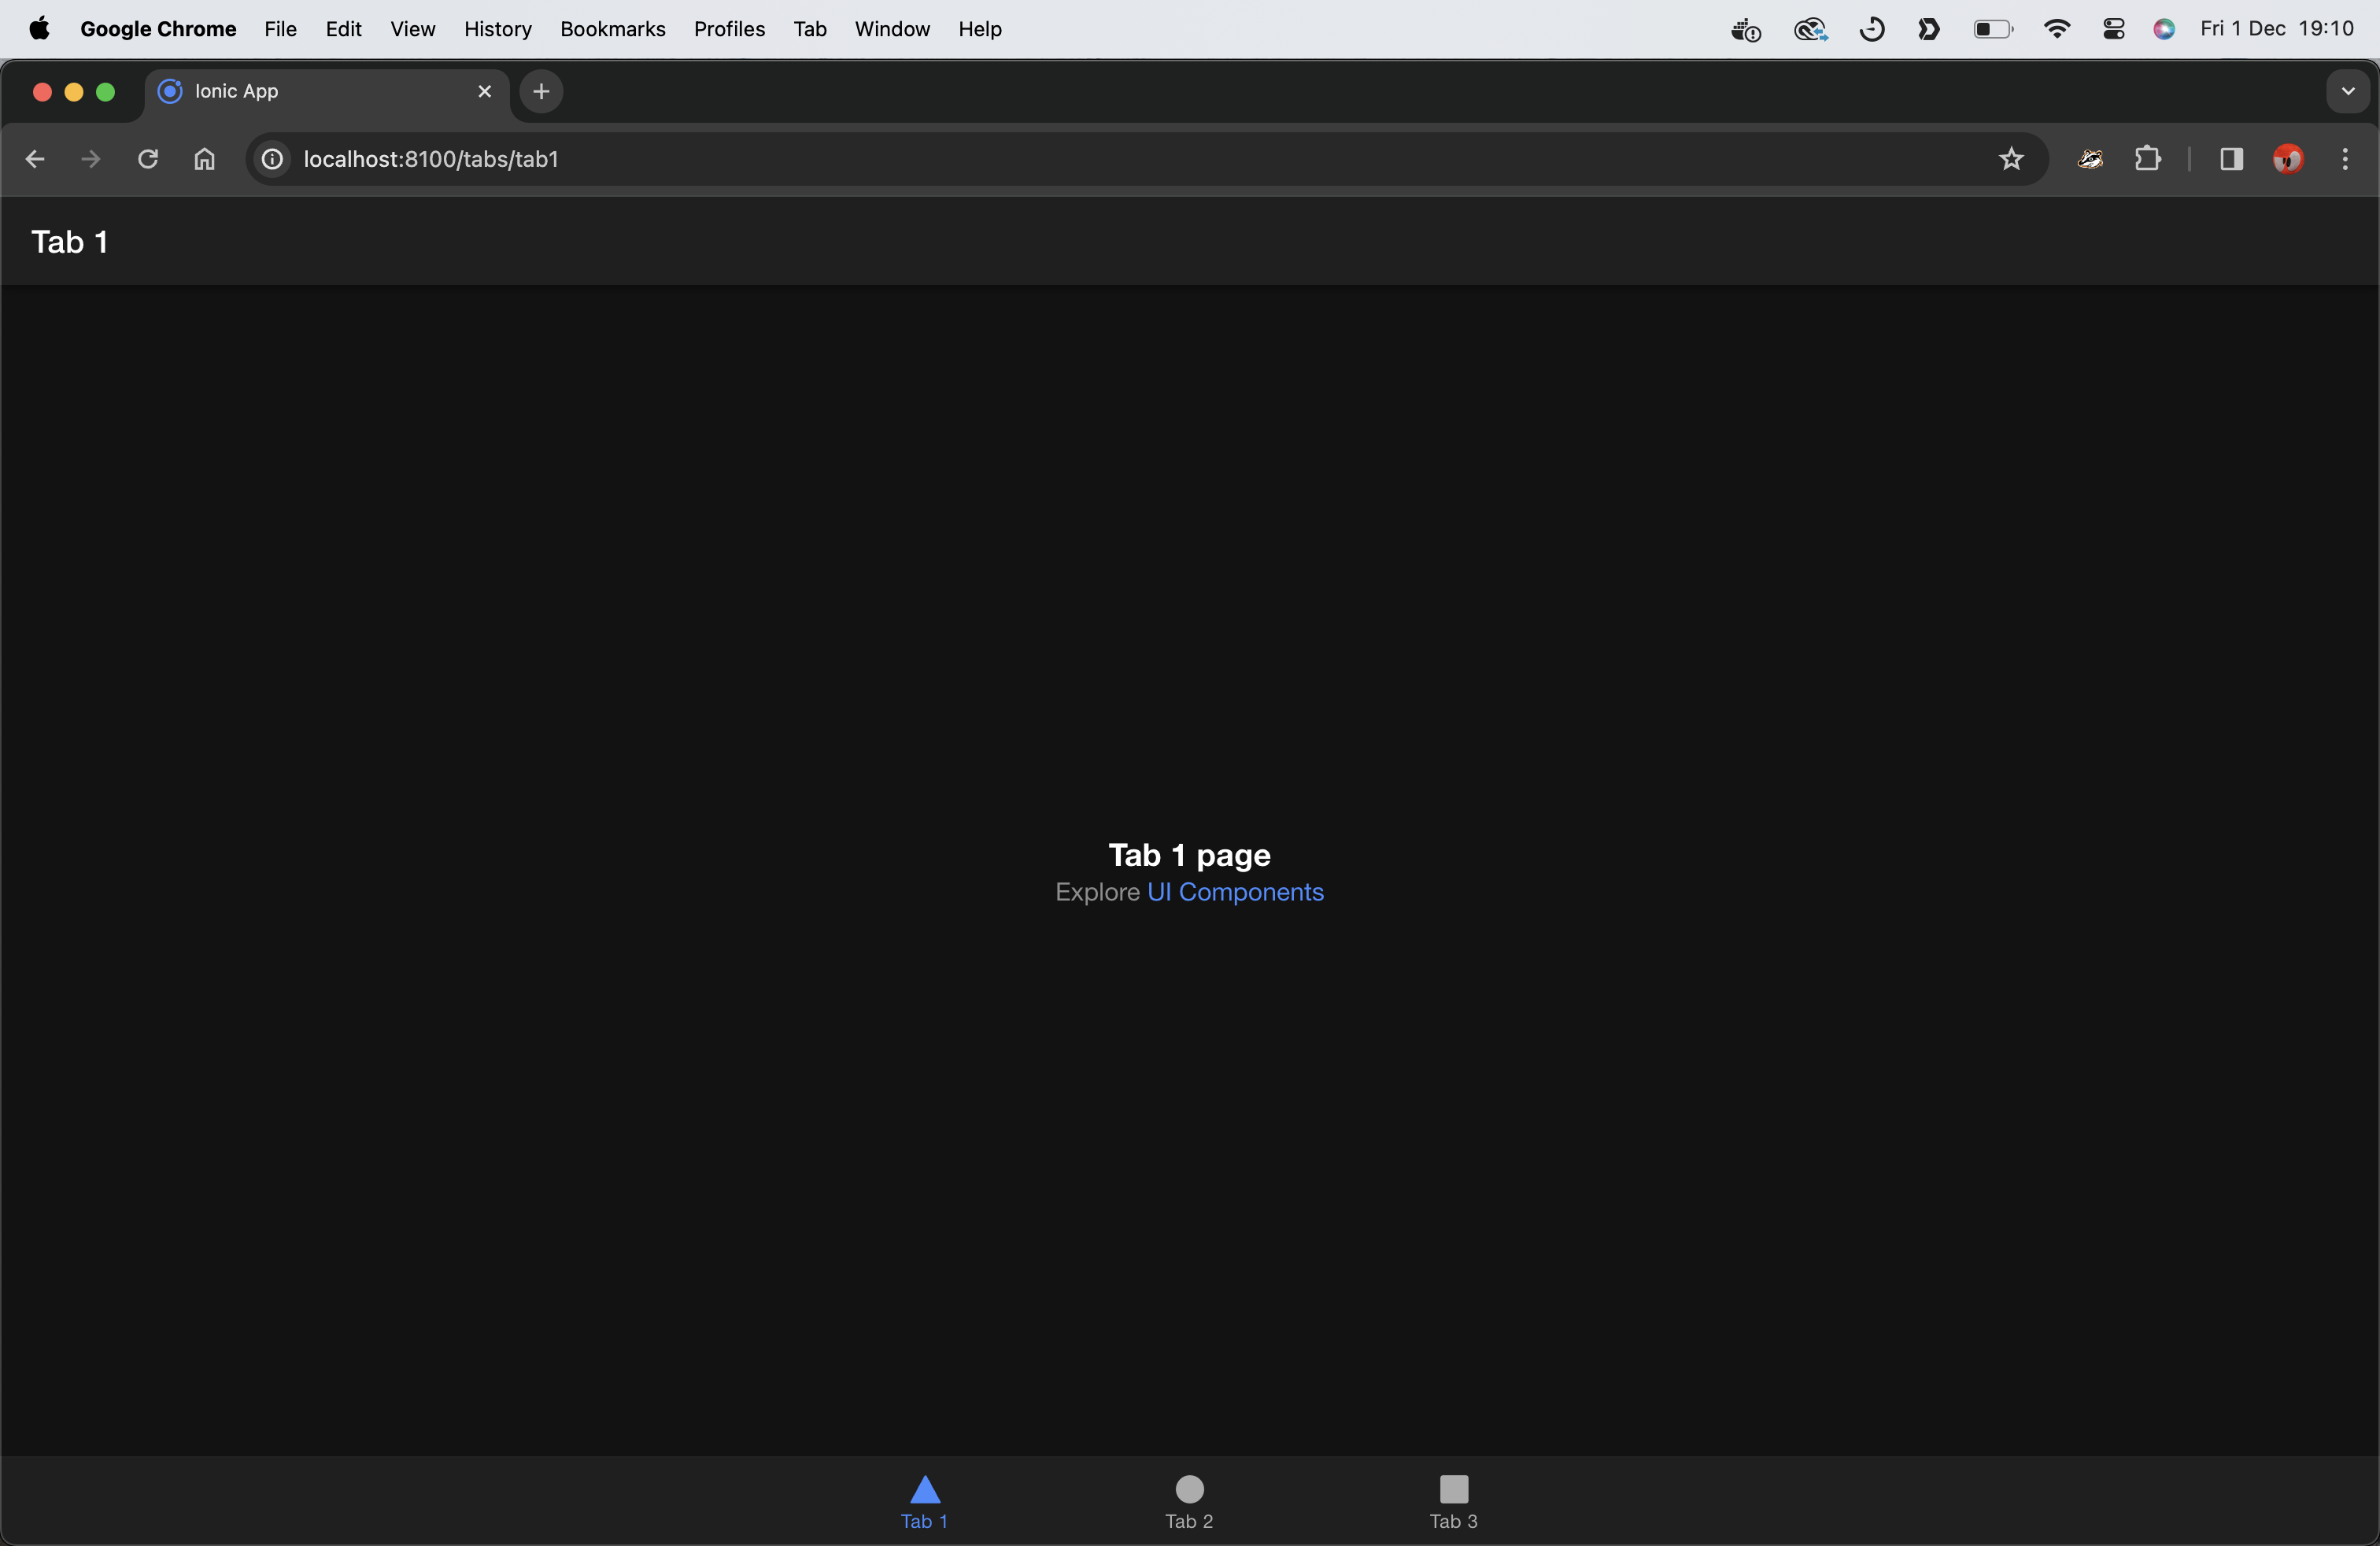 Google Chrome File Edit View History Bookmarks Profiles Tab Window Help Fri 1 Dec 19:10
Ionic App
localhost:8100/tabs/tab1
Tab 1
Tab 1 page
Explore UI Components
Tab 1 Tab 2 Tab 3